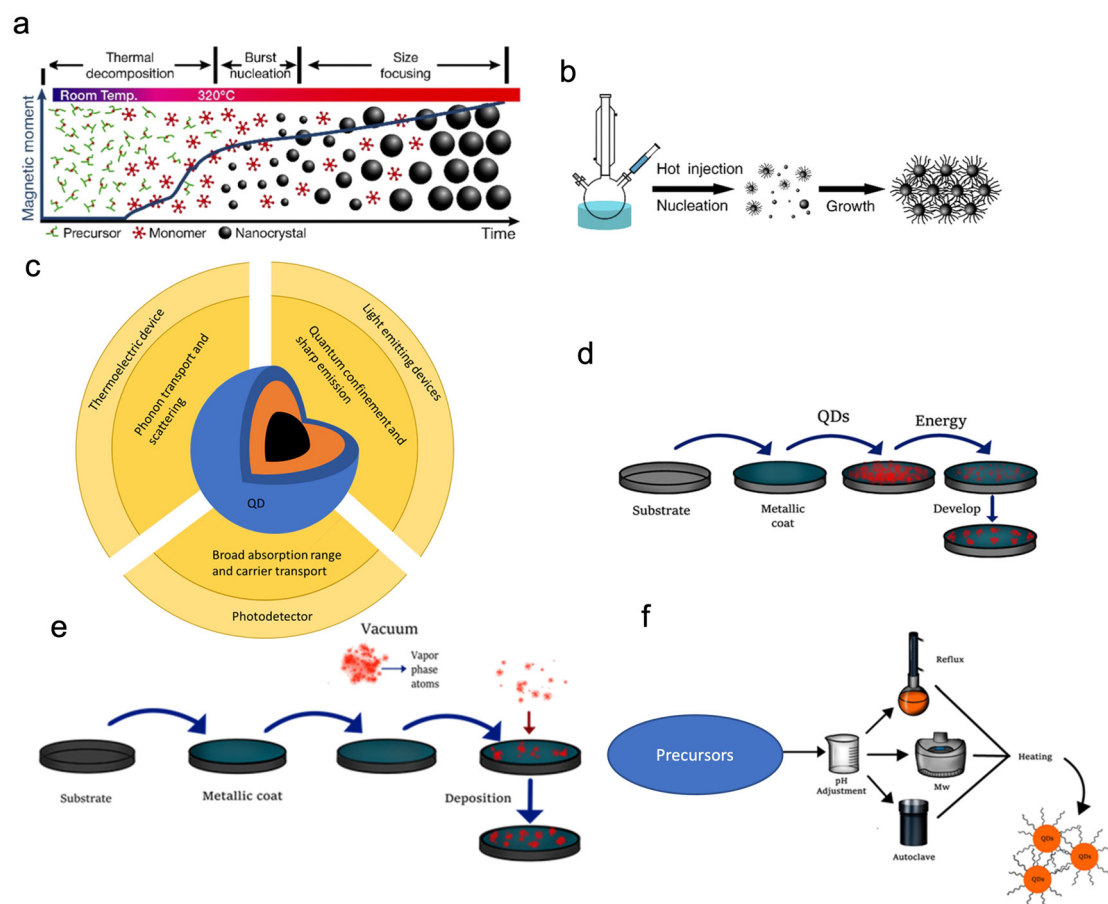 a
Thermal
decomposition
Burst
nucleation
Size
focusing
Room Temp.
320°C
Magnetic moment
Precursor
Monomer
Nanocrystal
Time
b
Hot injection
Nucleation
Growth
c
Thermoelectric device
Phonon transport and
scattering
Light emitting devices
Quantum confinement and
sharp emission
QD
Broad absorption range
and carrier transport
Photodetector
d
QDs
Energy
Substrate
Metallic
coat
Develop
e
Vacuum
Vapor
phase
atoms
Substrate
Metallic coat
Deposition
f
Precursors
pH
Adjustment
Reflux
Mw
Autoclave
Heating
QDs
QDs
QDs